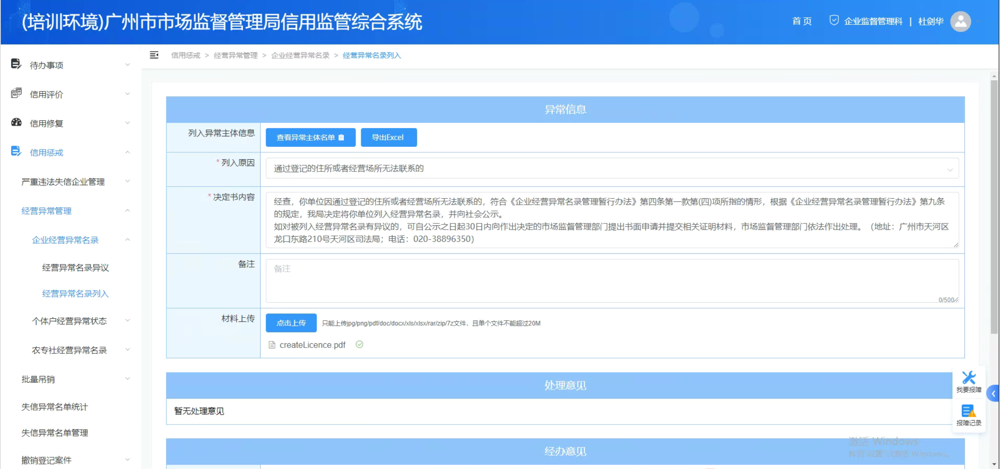 (培训环境)广州市市场监督管理局信用监管综合系统
首页 企业监督管理科 | 杜剑华
信用惩戒 > 经营异常管理 > 企业经营异常名录 > 经营异常名录列入
待办事项
信用评价
信用修复
信用惩戒
严重违法失信企业管理
经营异常管理
企业经营异常名录
经营异常名录异议
经营异常名录列入
个体户经营异常状态
农专社经营异常名录
批量吊销
失信异常名单统计
失信异常名单管理
撤销登记案件
异常信息
列入异常主体信息 查看异常主体名单 导出Excel
* 列入原因 通过登记的住所或者经营场所无法联系的
* 决定书内容
经查，你单位因通过登记的住所或者经营场所无法联系的，符合《企业经营异常名录管理暂行办法》第四条第一款第(四)项所指的情形，根据《企业经营异常名录管理暂行办法》第九条
的规定，我局决定将你单位列入经营异常名录，并向社会公示。
如对被列入经营异常名录有异议的，可自公示之日起30日内向作出决定的市场监督管理部门提出书面申请并提交相关证明材料，市场监督管理部门依法作出处理。（地址：广州市天河区
龙口东路210号天河区司法局；电话：020-38896350)
备注 备注
0/500
材料上传 点击上传 只能上传jpg/png/pdf/doc/docx/xls/xlsx/rar/zip/7z文件，且单个文件不能超过20M
createLicence.pdf
处理意见
暂无处理意见
经办意见
我要报障
报障记录
激活 Windows
转到"设置"以激活 Windows。